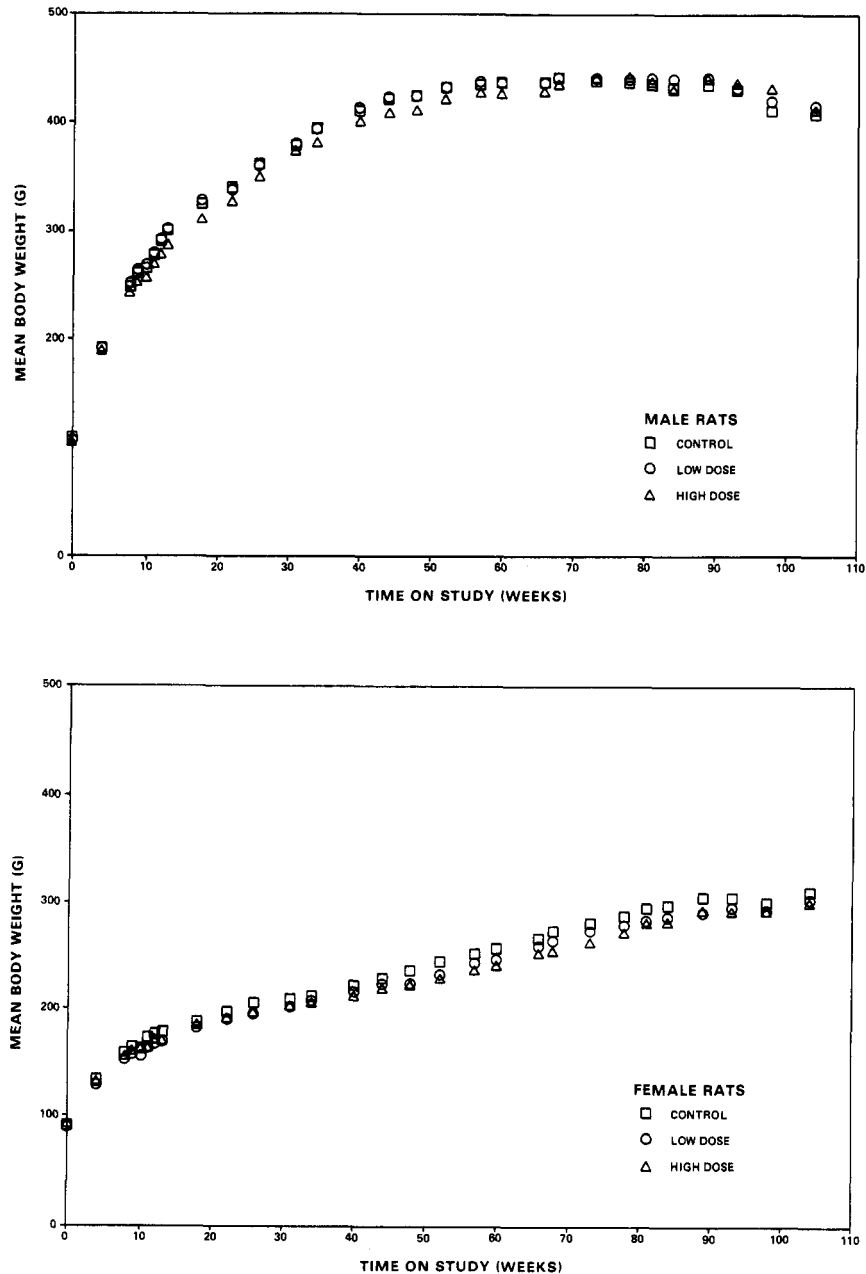 500
400
300
200
0
MEAN BODY WEIGHT (G)
MALE RATS
CONTROL
LOW DOSE
HIGH DOSE
0 10 20 30 40 50 60 70 80 90 100 110
TIME ON STUDY (WEEKS)
500
400
300
200
100
0
MEAN BODY WEIGHT (G)
FEMALE RATS
CONTROL
LOW DOSE
HIGH DOSE
0 10 20 30 40 50 60 70 80 90 100 110
TIME ON STUDY (WEEKS)